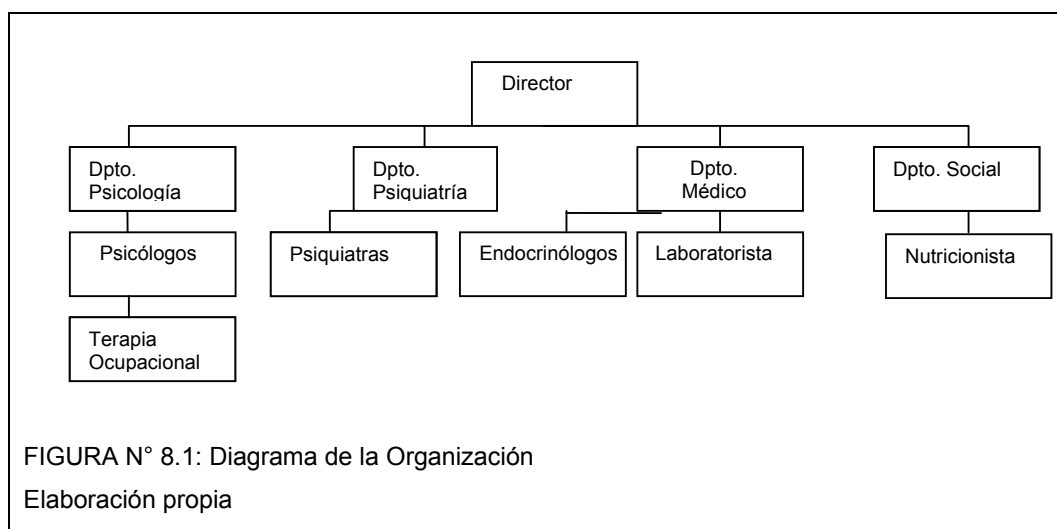 Director
Dpto.
Psicología
Dpto.
Psiquiatría
Dpto.
Médico
Dpto. Social
Psicólogos
Psiquiatras
Endocrinólogos
Laboratorista
Nutricionista
Terapia
Ocupacional
FIGURA N° 8.1: Diagrama de la Organización
Elaboración propia